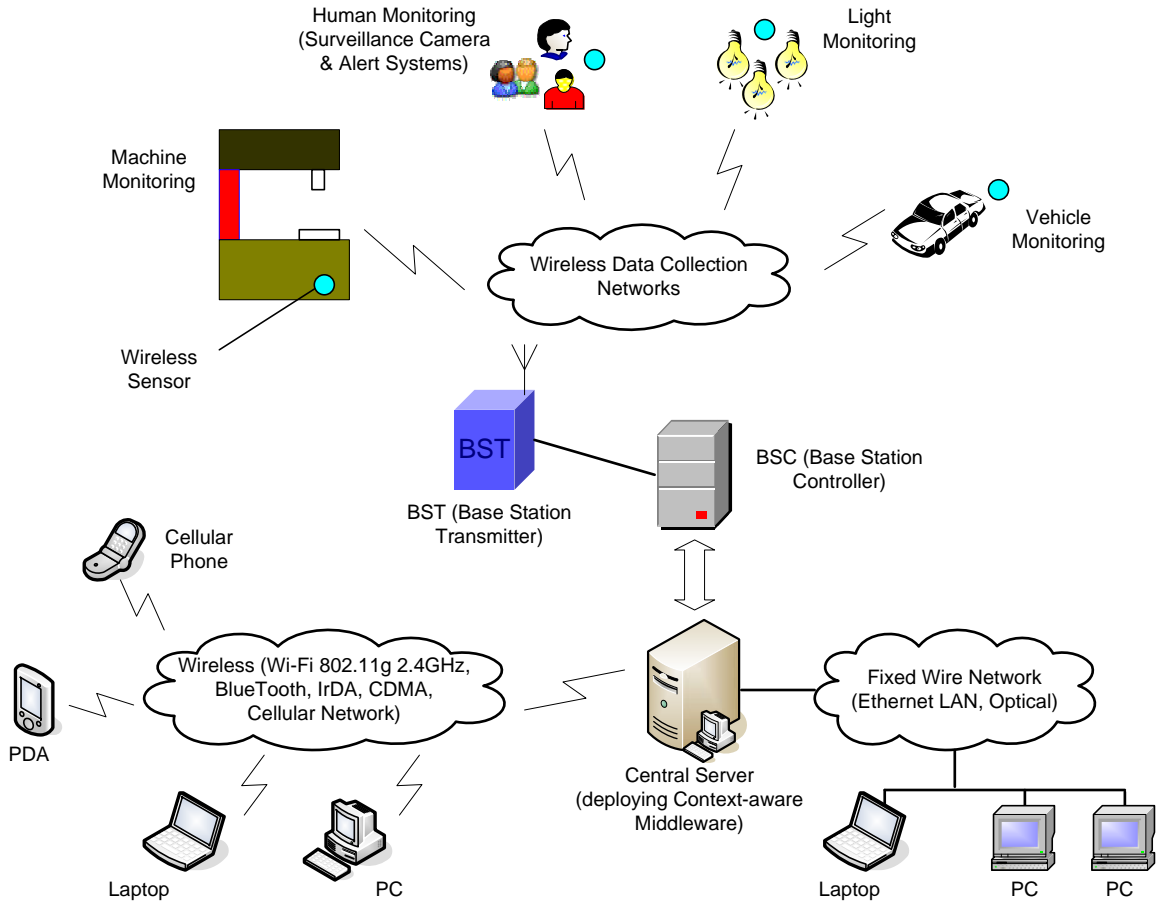 Human Monitoring
(Surveillance Camera
& Alert Systems)
Light
Monitoring
Machine
Monitoring
Vehicle
Monitoring
Wireless Data Collection
Networks
Wireless
Sensor
BST
BSC (Base Station
Controller)
BST (Base Station
Transmitter)
Cellular
Phone
Wireless (Wi-Fi 802.11g 2.4GHz,
BlueTooth, IrDA, CDMA,
Cellular Network)
Fixed Wire Network
(Ethernet LAN, Optical)
PDA
Central Server
(deploying Context-aware
Middleware)
Laptop
PC
Laptop
PC
PC